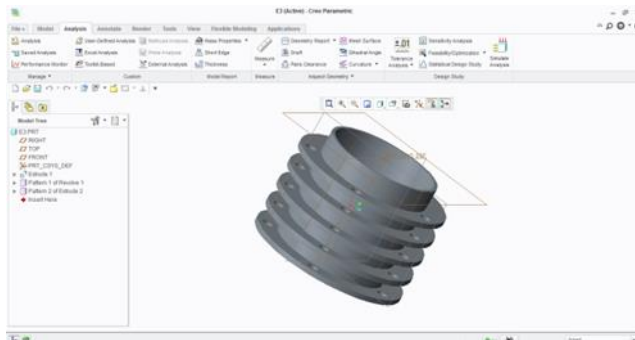 E3 (Active) - Creo Parametric
File Model Analysis Annotate Render Tools View Flexible Modeling Applications
Analysis User-Defined Analysis Mass Properties Geometry Report Mesh Surface Sensitivity Analysis
Saved Analysis Excel Analysis Short Edge Measure Draft Dihedral Angle Tolerance Analysis Feasibility/Optimization Simulate Analysis
Performance Monitor Toolkit-Based External Analysis Thickness Pairs Clearance Curvature Statistical Design Study
Manage Custom Model Report Measure Inspect Geometry Design Study
Model Tree
E3.PRT
RIGHT
TOP
FRONT
PRT_CSYS_DEF
Extrude 1
Pattern 1 of Revolve 1
Pattern 2 of Extrude 2
Insert Here